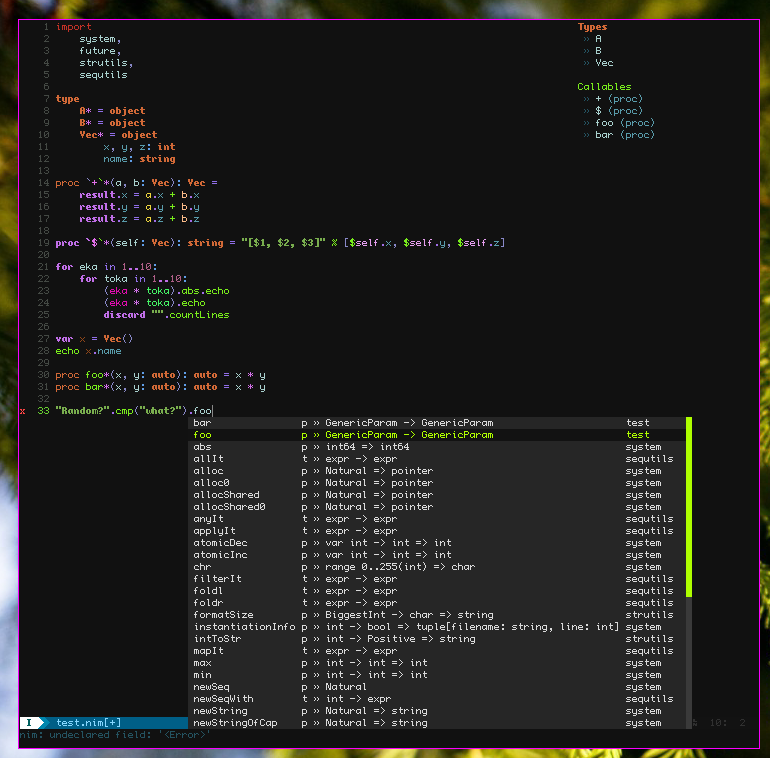 1 import
2 system,
3 future,
4 strutils,
5 sequtils
6
7 type
8 A* = object
9 B* = object
10 Vec* = object
11 x, y, z: int
12 name: string
13
14 proc `+`*(a, b: Vec): Vec =
15 result.x = a.x + b.x
16 result.y = a.y + b.y
17 result.z = a.z + b.z
18
19 proc `$`*(self: Vec): string = "[$1, $2, $3]" % [$self.x, $self.y, $self.z]
20
21 for eka in 1..10:
22 for toka in 1..10:
23 (eka * toka).abs.echo
24 (eka * toka).echo
25 discard "".countLines
26
27 var x = Vec()
28 echo x.name
29
30 proc foo*(x, y: auto): auto = x * y
31 proc bar*(x, y: auto): auto = x * y
32
x 33 "Random?".cmp("what?").foo
Types
» A
» B
» Vec
Callables
» + (proc)
» $ (proc)
» foo (proc)
» bar (proc)
bar p » GenericParam -> GenericParam test
foo p » GenericParam -> GenericParam test
abs p » int64 => int64 system
allIt t » expr -> expr sequtils
alloc p » Natural => pointer system
alloc0 p » Natural => pointer system
allocShared p » Natural => pointer system
allocShared0 p » Natural => pointer system
anyIt t » expr -> expr sequtils
applyIt t » expr -> expr sequtils
atomicDec p » var int -> int => int system
atomicInc p » var int -> int => int system
chr p » range 0..255(int) => char system
filterIt t » expr -> expr sequtils
foldl t » expr -> expr sequtils
foldr t » expr -> expr sequtils
formatSize p » BiggestInt -> char => string strutils
instantiationInfo p » int -> bool => tuple[filename: string, line: int] system
intToStr p » int -> Positive => string strutils
mapIt t » expr -> expr sequtils
max p » int -> int => int system
min p » int -> int => int system
newSeq p » Natural system
newSeqWith t » int -> expr sequtils
newString p » Natural => string system
newStringOfCap p » Natural => string system
I test.nim[+] % 10: 2
nim: undeclared field: '<Error>'